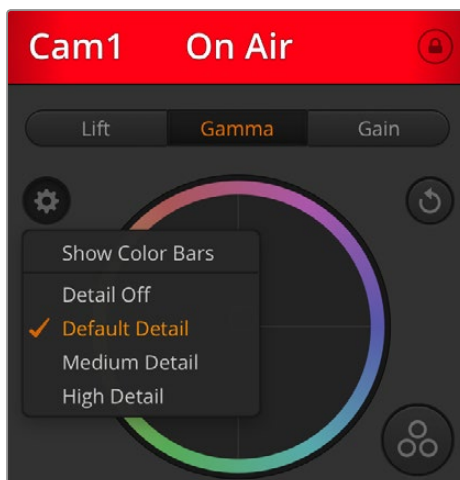 Cam1 On Air
Lift Gamma Gain
Show Color Bars
Detail Off
Default Detail
Medium Detail
High Detail